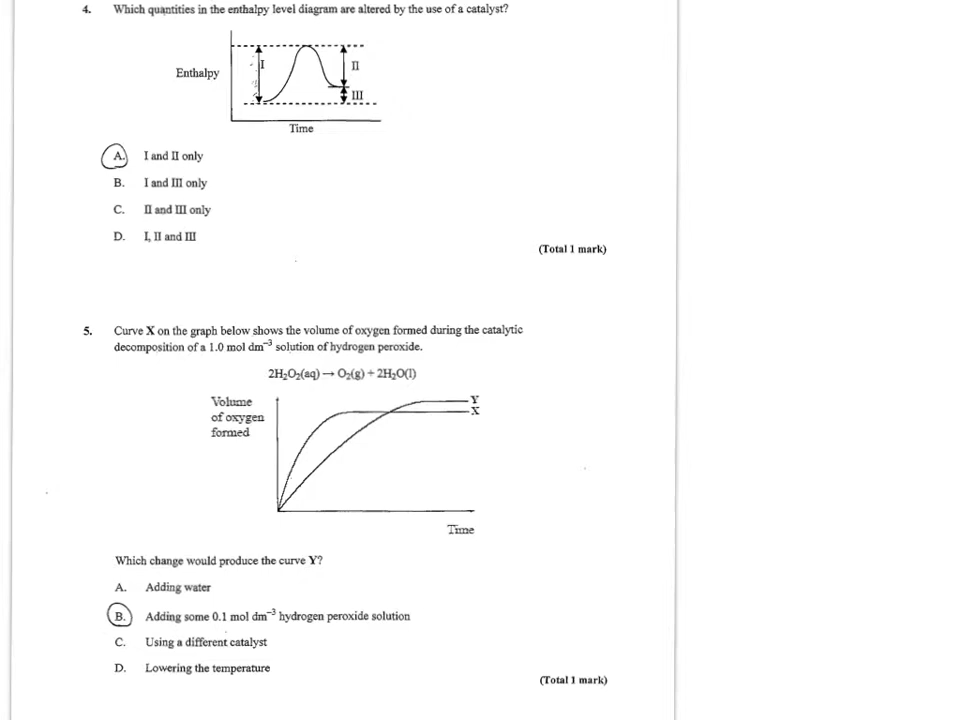 4. Which quantities in the enthalpy level diagram are altered by the use of a catalyst?
Enthalpy
I
II
III
Time
A. I and II only
B. I and III only
C. II and III only
D. I, II and III
(Total 1 mark)
5. Curve X on the graph below shows the volume of oxygen formed during the catalytic
decomposition of a 1.0 mol dm⁻³ solution of hydrogen peroxide.
2H₂O₂(aq) → O₂(g) + 2H₂O(l)
Volume
of oxygen
formed
Y
X
Time
Which change would produce the curve Y?
A. Adding water
B. Adding some 0.1 mol dm⁻³ hydrogen peroxide solution
C. Using a different catalyst
D. Lowering the temperature
(Total 1 mark)